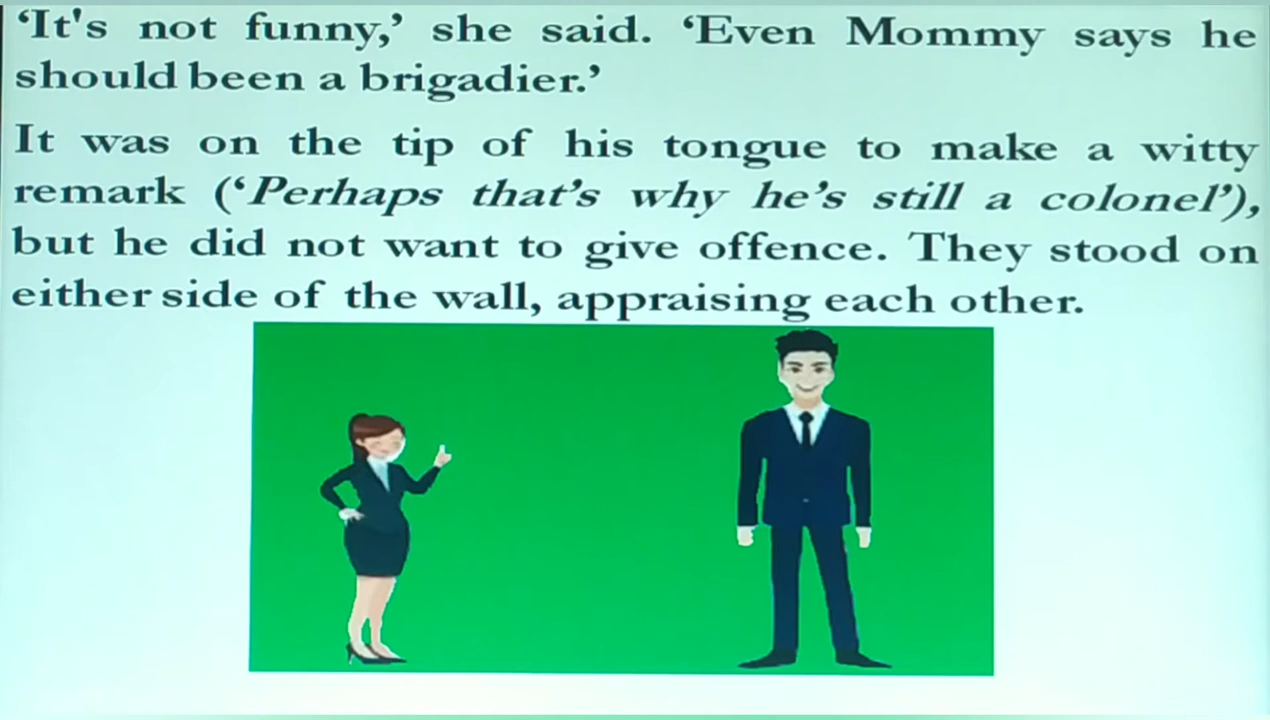 ‘It's not funny,’ she said. ‘Even Mommy says he
should been a brigadier.’
It was on the tip of his tongue to make a witty
remark (‘Perhaps that’s why he’s still a colonel’),
but he did not want to give offence. They stood on
either side of the wall, appraising each other.